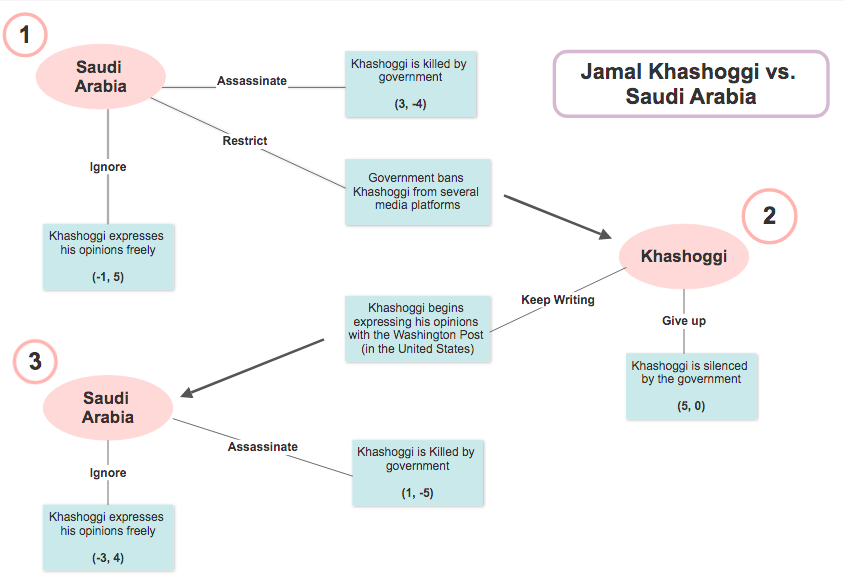 1
Saudi
Arabia
Assassinate
Khashoggi is killed by
government
(3, -4)
Jamal Khashoggi vs.
Saudi Arabia
Restrict
Ignore
Government bans
Khashoggi from several
media platforms
2
Khashoggi
Khashoggi expresses
his opinions freely
(-1, 5)
Keep Writing
Give up
Khashoggi begins
expressing his opinions
with the Washington Post
(in the United States)
Khashoggi is silenced
by the government
(5, 0)
3
Saudi
Arabia
Assassinate
Khashoggi is Killed by
government
(1, -5)
Ignore
Khashoggi expresses
his opinions freely
(-3, 4)